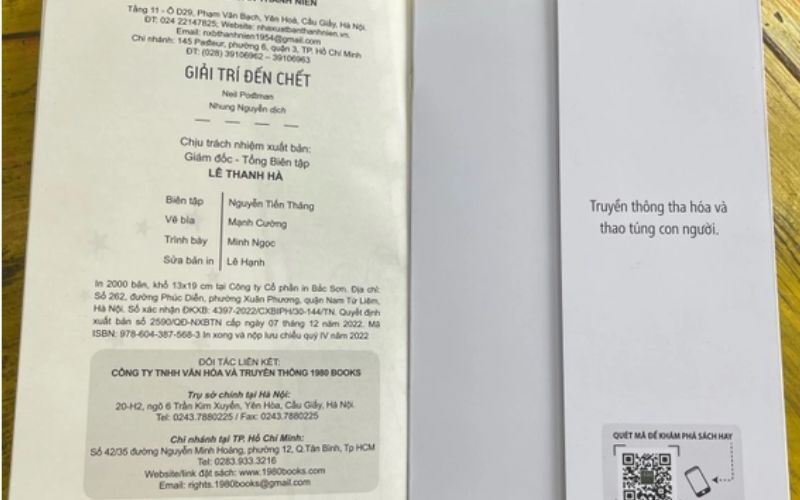 THANH NIÊN
Tầng 11 - Ô D29, Phạm Văn Bạch, Yên Hoà, Cầu Giấy, Hà Nội.
ĐT: 024 22147825; Website: nhaxuatbanthanhnien.vn,
Email: nxbthanhnien1954@gmail.com
Chi nhánh: 145 Pasteur, phường 6, quận 3, TP. Hồ Chí Minh
ĐT: (028) 39106962 – 39106963
GIẢI TRÍ ĐẾN CHẾT
Neil Postman
Nhung Nguyễn dịch
Chịu trách nhiệm xuất bản:
Giám đốc - Tổng Biên tập
LÊ THANH HÀ
Biên tập Nguyễn Tiến Thăng
Vẽ bìa Mạnh Cường
Trình bày Minh Ngọc
Sửa bản in Lê Hạnh
In 2000 bản, khổ 13x19 cm tại Công ty Cổ phần in Bắc Sơn. Địa chỉ:
Số 262, đường Phúc Diễn, phường Xuân Phương, quận Nam Từ Liêm,
Hà Nội. Số xác nhận ĐKXB: 4397-2022/CXBIPH/30-144/TN. Quyết định
xuất bản số 2590/QĐ-NXBTN cấp ngày 07 tháng 12 năm 2022. Mã
ISBN: 978-604-387-568-3 In xong và nộp lưu chiểu quý IV năm 2022
ĐỐI TÁC LIÊN KẾT:
CÔNG TY TNHH VĂN HÓA VÀ TRUYỀN THÔNG 1980 BOOKS
Trụ sở chính tại Hà Nội:
20-H2, ngõ 6 Trần Kim Xuyến, Yên Hòa, Cầu Giấy, Hà Nội.
Tel: 0243.7880225 / Fax: 0243.7880225
Chi nhánh tại TP. Hồ Chí Minh:
Số 42/35 đường Nguyễn Minh Hoàng, phường 12, Q.Tân Bình, Tp HCM
Tel: 0283.933.3216
Website/link đặt sách: www.1980books.com
Email: rights.1980books@gmail.com
Truyền thông tha hóa và
thao túng con người.
QUÉT MÃ ĐỂ KHÁM PHÁ SÁCH HAY